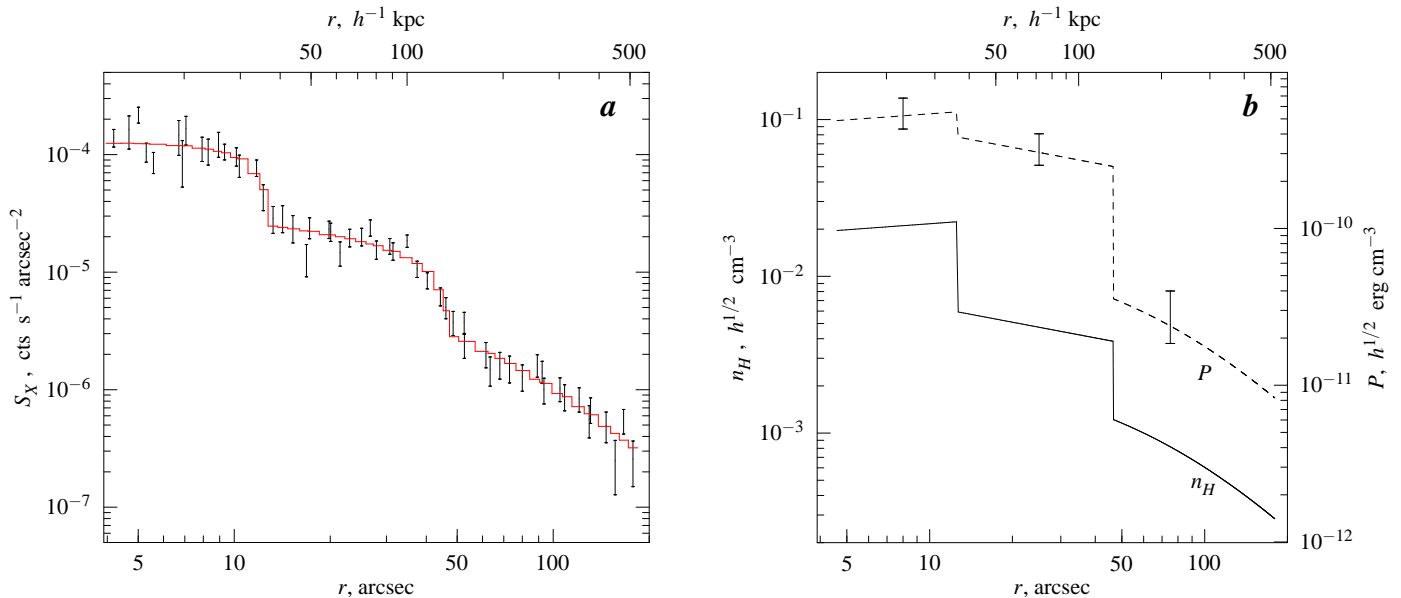 r, h⁻¹ kpc
50 100 500
a
10⁻⁴
10⁻⁵
10⁻⁶
10⁻⁷
S_X , cts s⁻¹ arcsec⁻²
5 10 50 100
r, arcsec
r, h⁻¹ kpc
50 100 500
b
10⁻¹
10⁻²
10⁻³
n_H , h^{1/2} cm⁻³
10⁻¹⁰
10⁻¹¹
10⁻¹²
P, h^{1/2} erg cm⁻³
P
n_H
5 10 50 100
r, arcsec